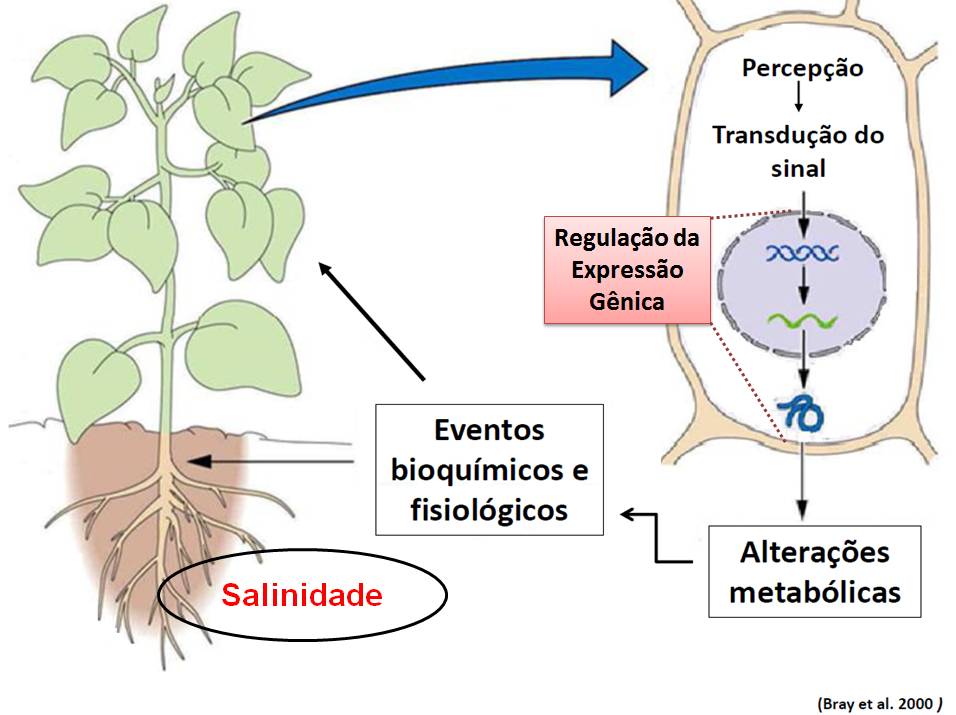 Percepção
Transdução do
sinal
Regulação da
Expressão
Gênica
Eventos
bioquímicos e
fisiológicos
Alterações
metabólicas
Salinidade
(Bray et al. 2000 )